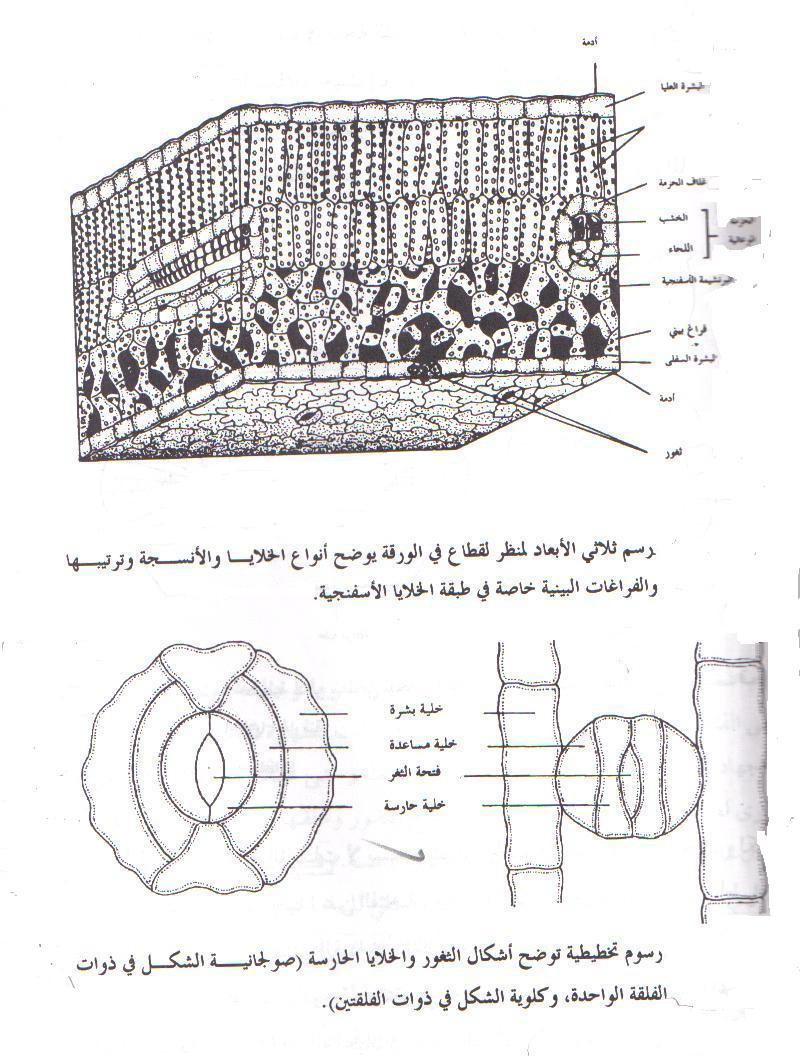 أدمة
البشرة العليا
غلاف الحزمة
الخشب
الحزمة
الوعائية
اللحاء
البرنشيمة الأسفنجية
فراغ بيني
البشرة السفلى
أدمة
ثغور
رسم ثلاثي الأبعاد لمنظر لقطاع في الورقة يوضح أنواع الخلايا والأنسجة وترتيبها
والفراغات البينية خاصة في طبقة الخلايا الأسفنجية.
خلية بشرة
خلية مساعدة
فتحة الثغر
خلية حارسة
رسوم تخطيطية توضح أشكال الثغور والخلايا الحارسة (صولجانية الشكل في ذوات
الفلقة الواحدة، وكلوية الشكل في ذوات الفلقتين).